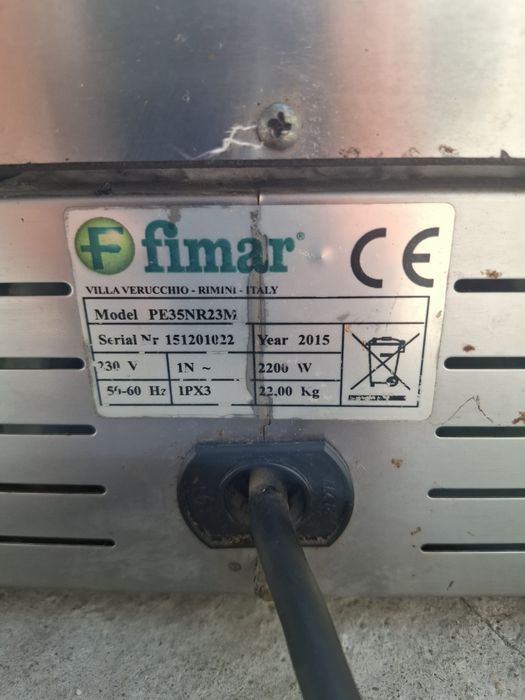 F fimar® CE
VILLA VERUCCHIO - RIMINI - ITALY
Model PE35NR23M
Serial Nr 151201022 Year 2015
230 V 1N ~ 2200 W
50-60 Hz IPX3 22,00 Kg